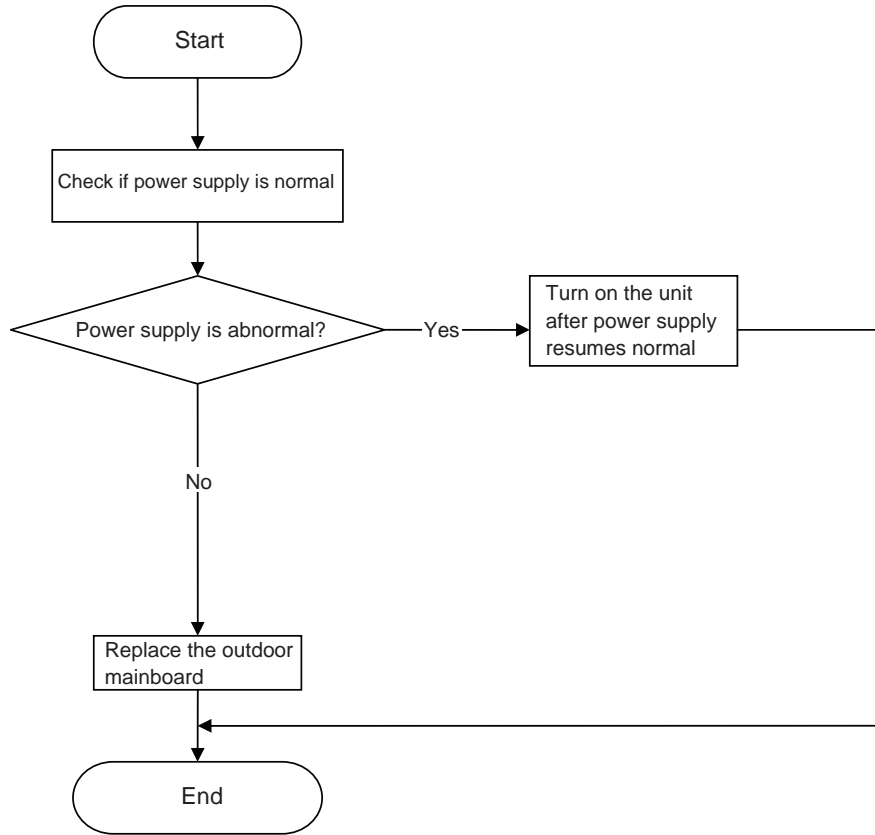 Start
Check if power supply is normal
Power supply is abnormal?
Yes
Turn on the unit
after power supply
resumes normal
No
Replace the outdoor
mainboard
End